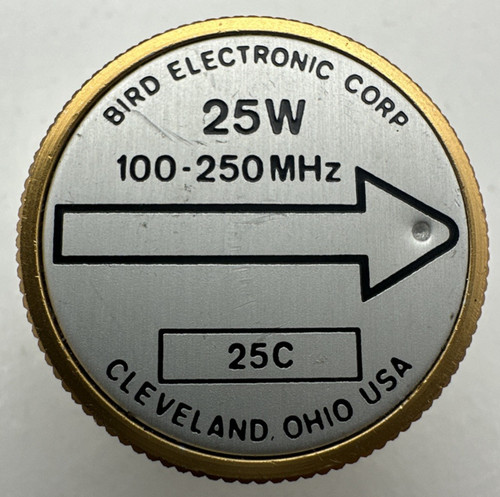 BIRD ELECTRONIC CORP
25W
100-250MHz
25C
CLEVELAND, OHIO USA